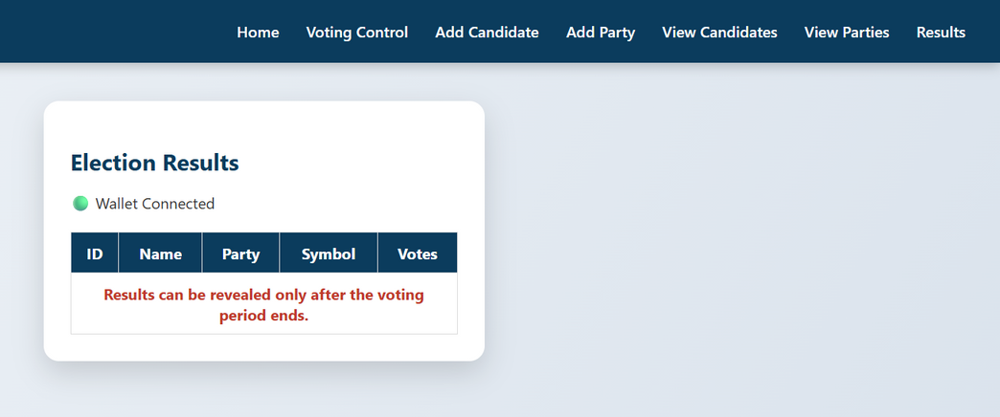 Home Voting Control Add Candidate Add Party View Candidates View Parties Results
Election Results
Wallet Connected
ID Name Party Symbol Votes
Results can be revealed only after the voting
period ends.